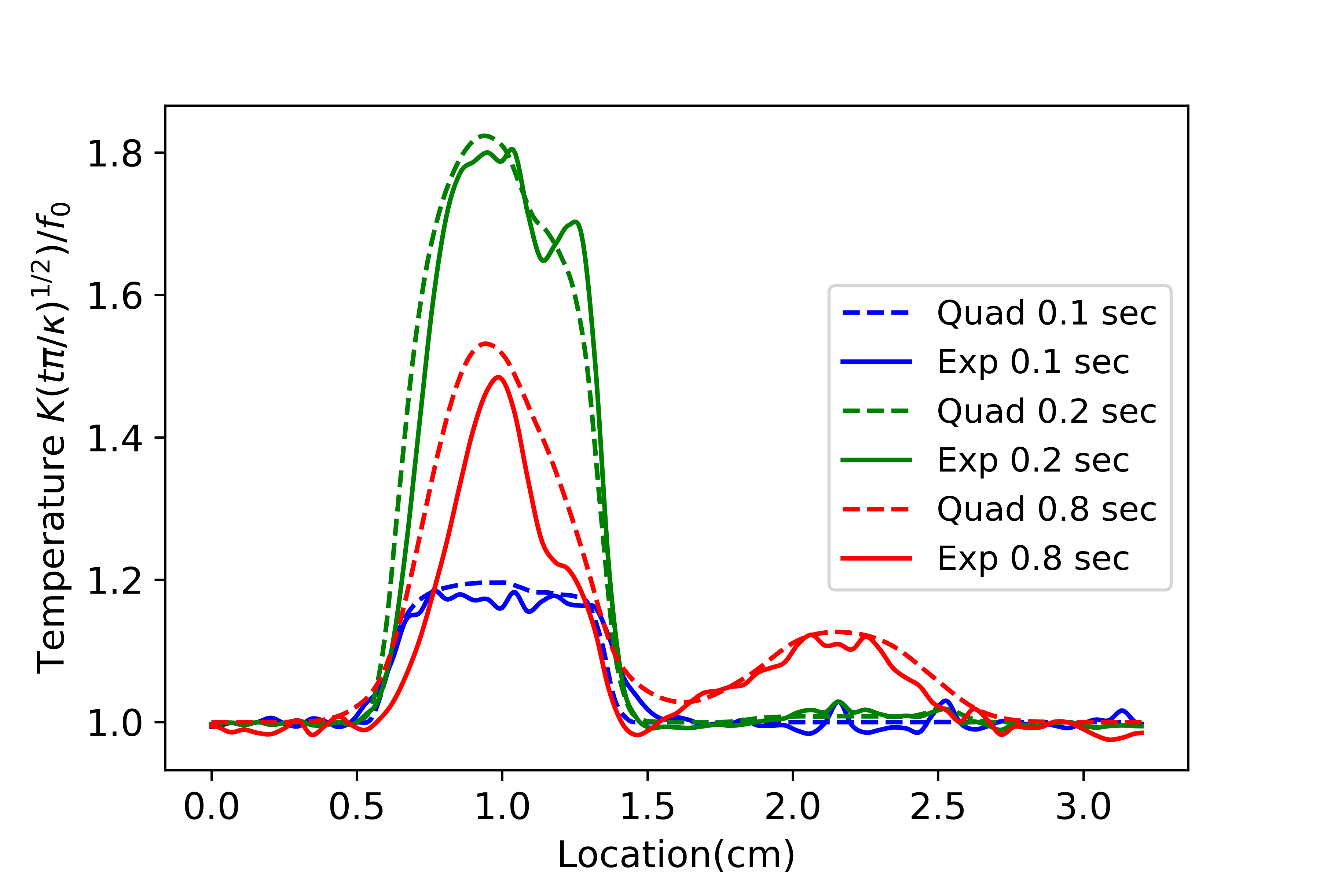 Temperature K(tπ/κ)^{1/2})/f_0
1.8
1.6
1.4
1.2
1.0
Quad 0.1 sec
Exp 0.1 sec
Quad 0.2 sec
Exp 0.2 sec
Quad 0.8 sec
Exp 0.8 sec
0.0 0.5 1.0 1.5 2.0 2.5 3.0
Location(cm)